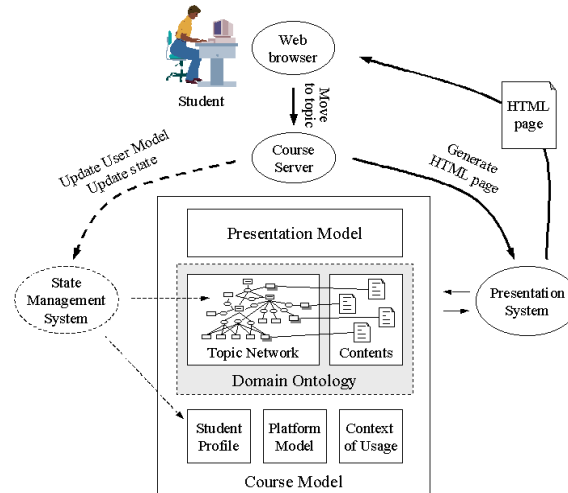 Web
browser
Student
Move
to topic
HTML
page
Course
Server
Update User Model
Update state
Generate
HTML page
Presentation Model
State
Management
System
Presentation
System
Topic Network
Contents
Domain Ontology
Student
Profile
Platform
Model
Context
of Usage
Course Model